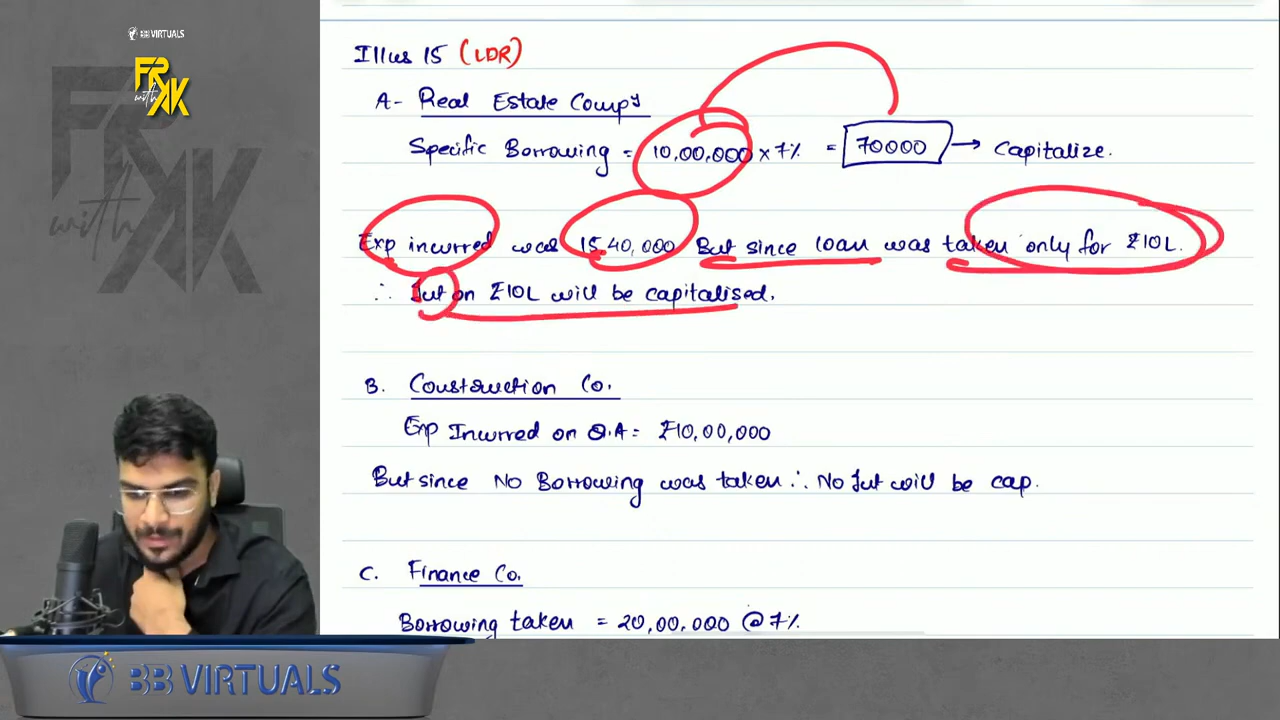 BB VIRTUALS
FR
with
KK
FR
with
KK
Illus 15 (LDR)
A- Real Estate Compy
Specific Borrowing = 10,00,000 x 7% = 70000 → Capitalize.
Exp incurred was 15,40,000 But since loan was taken only for ₹10L.
∴ Int on ₹10L will be capitalised.
B. Construction Co.
Exp Incurred on Q.A = ₹10,00,000
But since No Borrowing was taken ∴ No Int will be cap.
C. Finance Co.
Borrowing taken = 20,00,000 @ 7%
BB VIRTUALS